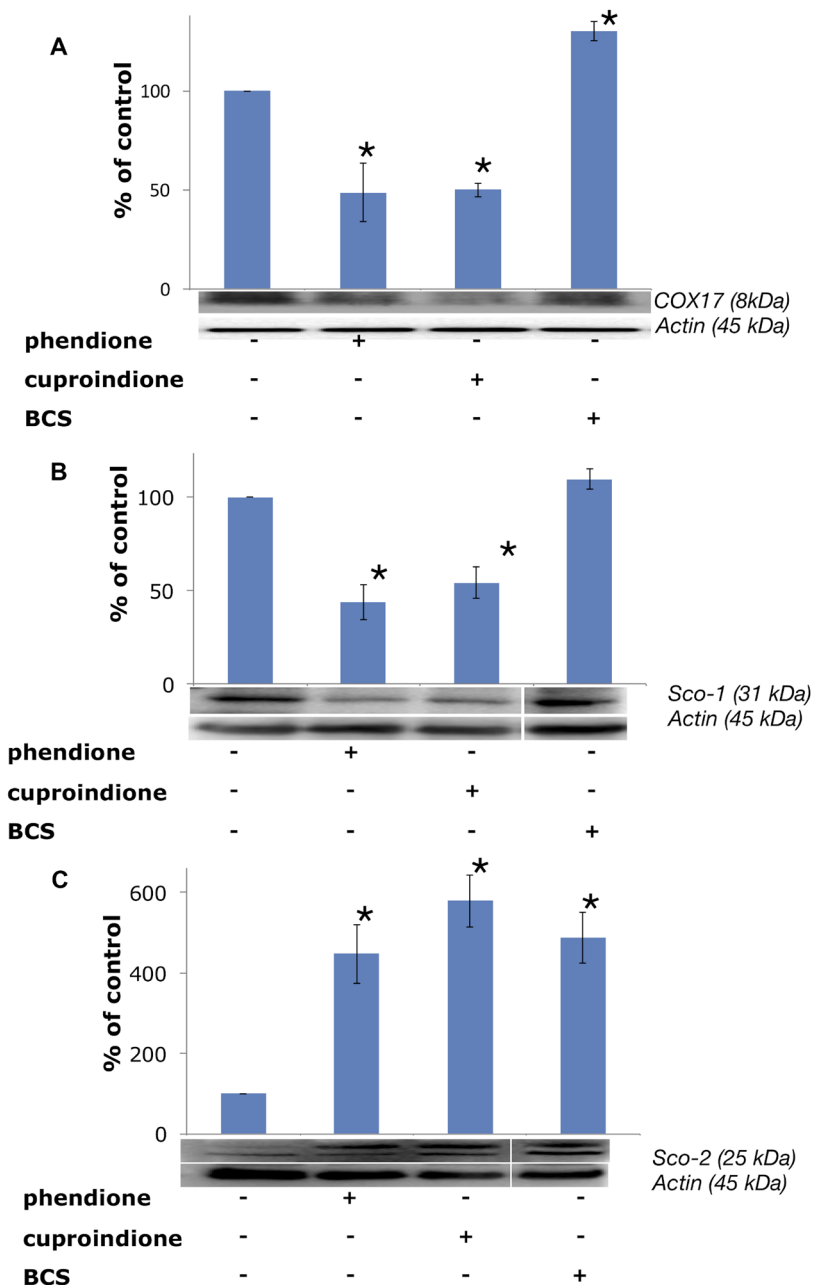 A
% of control
100
50
0
* * *
COX17 (8kDa)
Actin (45 kDa)
phendione - + - -
cuproindione - - + -
BCS - - - +
B
% of control
100
50
0
* *
Sco-1 (31 kDa)
Actin (45 kDa)
phendione - + - -
cuproindione - - + -
BCS - - - +
C
% of control
600
400
200
0
* * *
Sco-2 (25 kDa)
Actin (45 kDa)
phendione - + - -
cuproindione - - + -
BCS - - - +